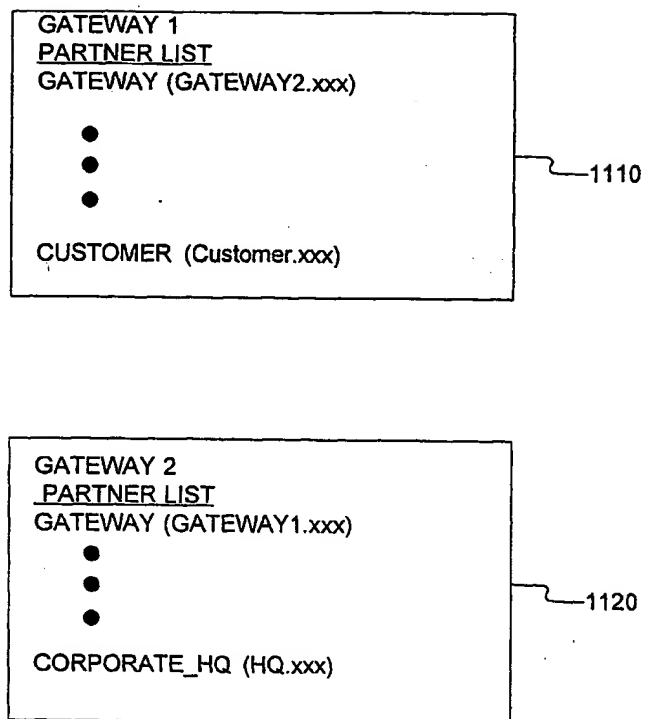 GATEWAY 1
PARTNER LIST
GATEWAY (GATEWAY2.xxx)
1110
CUSTOMER (Customer.xxx)
GATEWAY 2
PARTNER LIST
GATEWAY (GATEWAY1.xxx)
1120
CORPORATE_HQ (HQ.xxx)